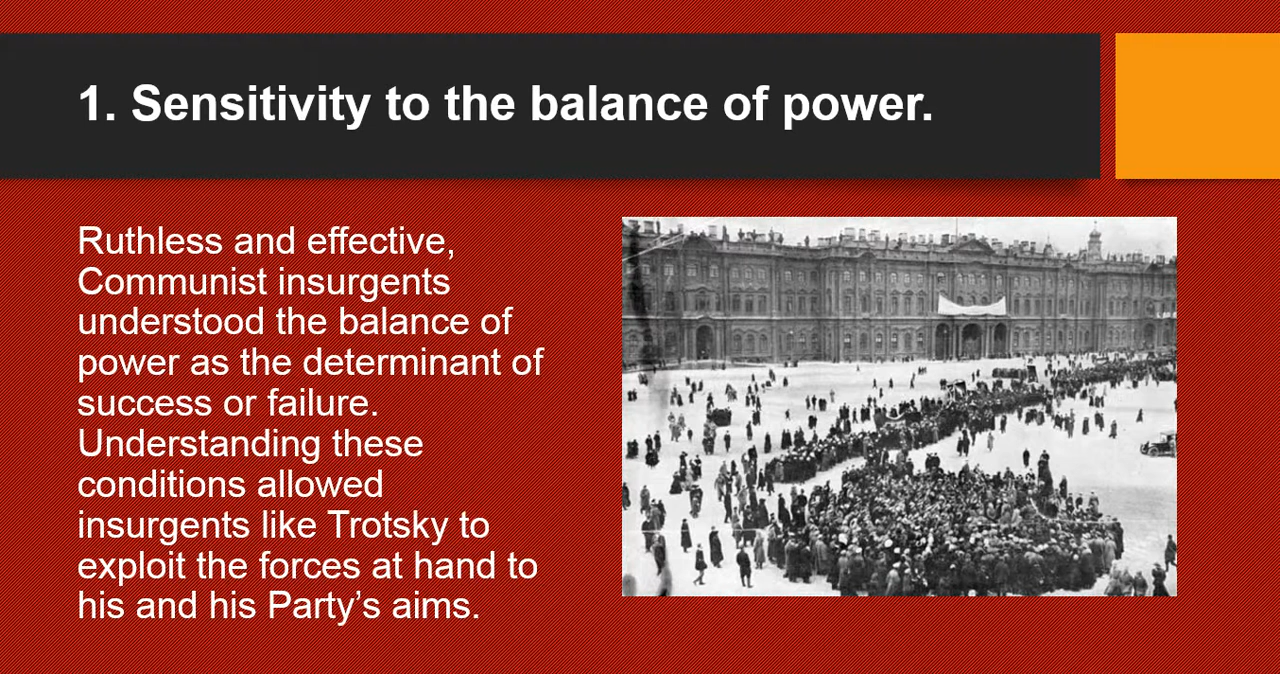 1. Sensitivity to the balance of power.
Ruthless and effective,
Communist insurgents
understood the balance of
power as the determinant of
success or failure.
Understanding these
conditions allowed
insurgents like Trotsky to
exploit the forces at hand to
his and his Party’s aims.